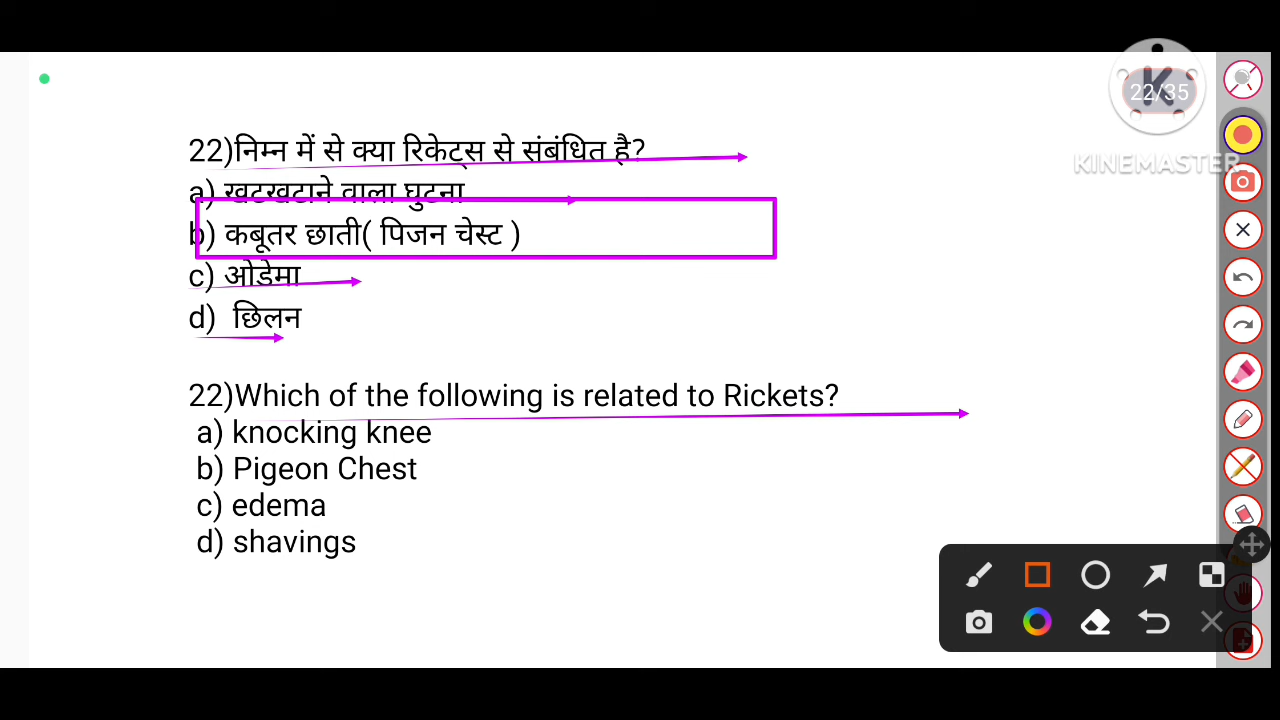 22/35
KINEMASTER
22)निम्न में से क्या रिकेट्स से संबंधित है?
a) खटखटाने वाला घुटना
b) कबूतर छाती( पिजन चेस्ट )
c) ओडेमा
d) छिलन
22)Which of the following is related to Rickets?
a) knocking knee
b) Pigeon Chest
c) edema
d) shavings